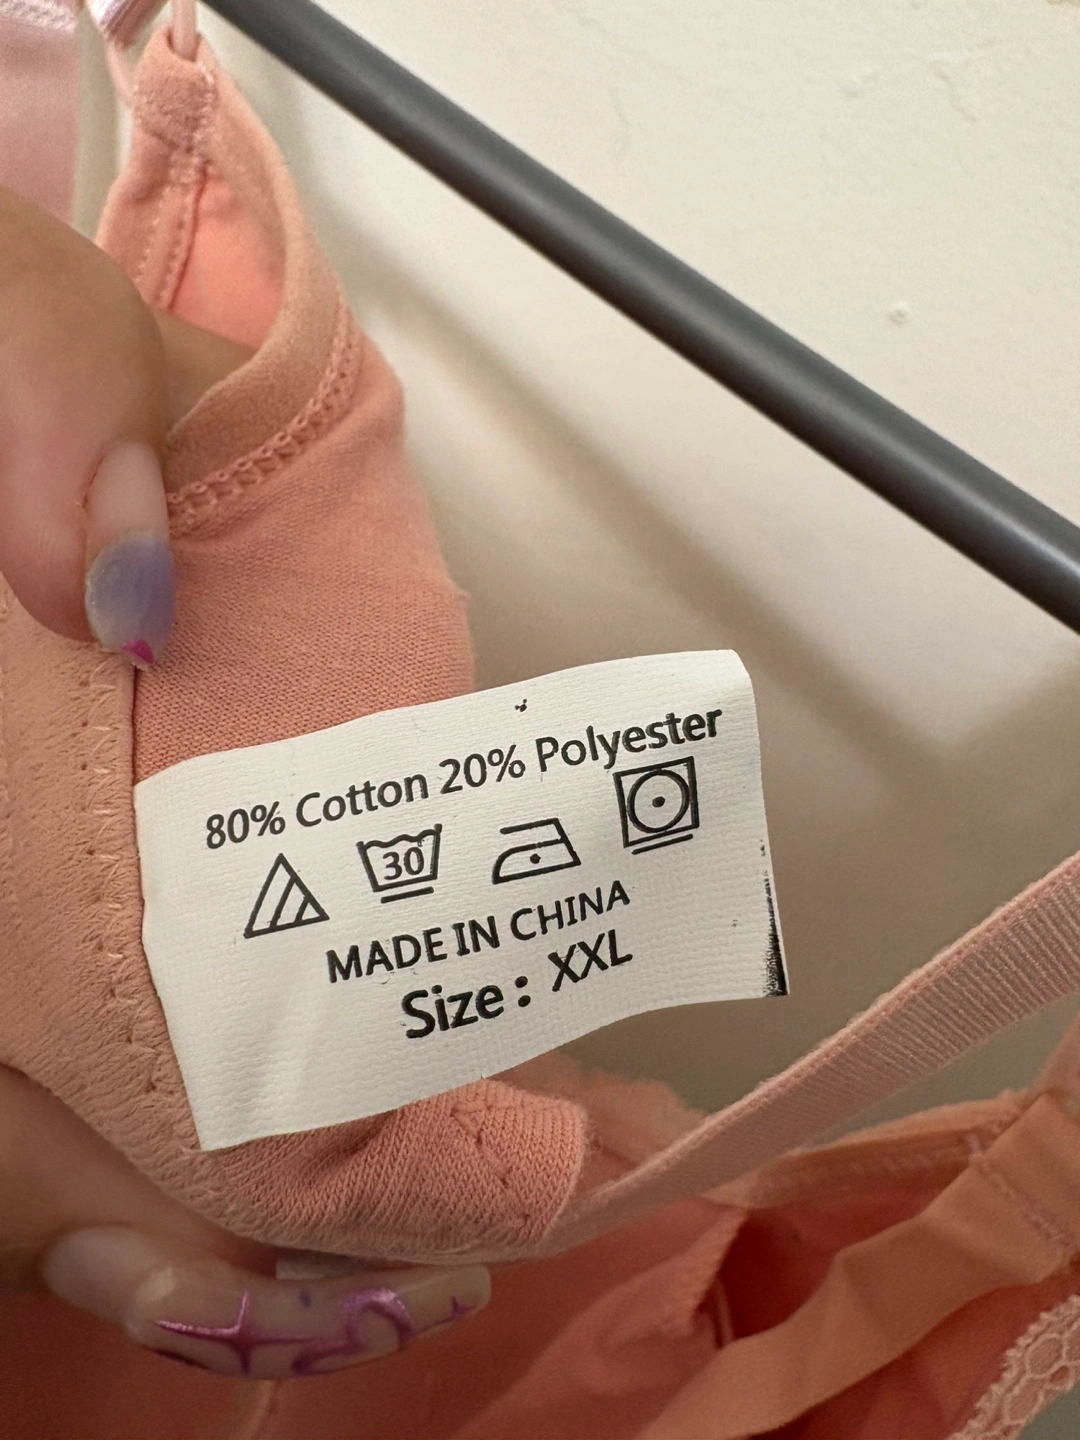 80% Cotton 20% Polyester
30
MADE IN CHINA
Size: XXL